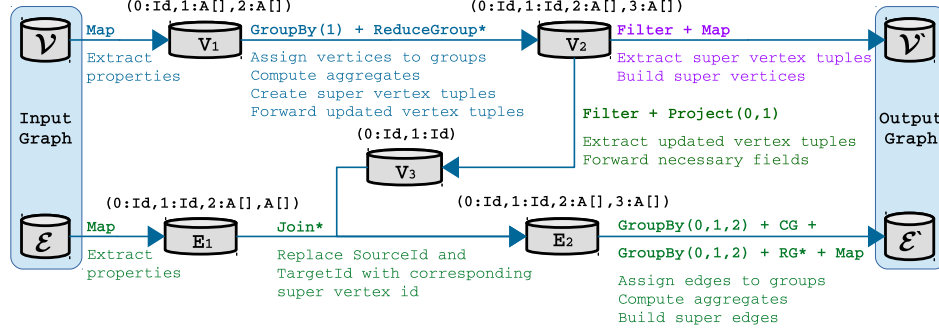 (0:Id,1:A[],2:A[])
(0:Id,1:Id,2:A[],3:A[])
𝒱
Map
Extract
properties
V1
GroupBy(1) + ReduceGroup*
Assign vertices to groups
Compute aggregates
Create super vertex tuples
Forward updated vertex tuples
V2
Filter + Map
Extract super vertex tuples
Build super vertices
𝒱`
Input
Graph
Filter + Project(0,1)
Extract updated vertex tuples
Forward necessary fields
Output
Graph
(0:Id,1:Id)
V3
(0:Id,1:Id,2:A[],A[])
(0:Id,1:Id,2:A[],3:A[])
ℰ
Map
Extract
properties
E1
Join*
Replace SourceId and
TargetId with corresponding
super vertex id
E2
GroupBy(0,1,2) + CG +
GroupBy(0,1,2) + RG* + Map
Assign edges to groups
Compute aggregates
Build super edges
ℰ`